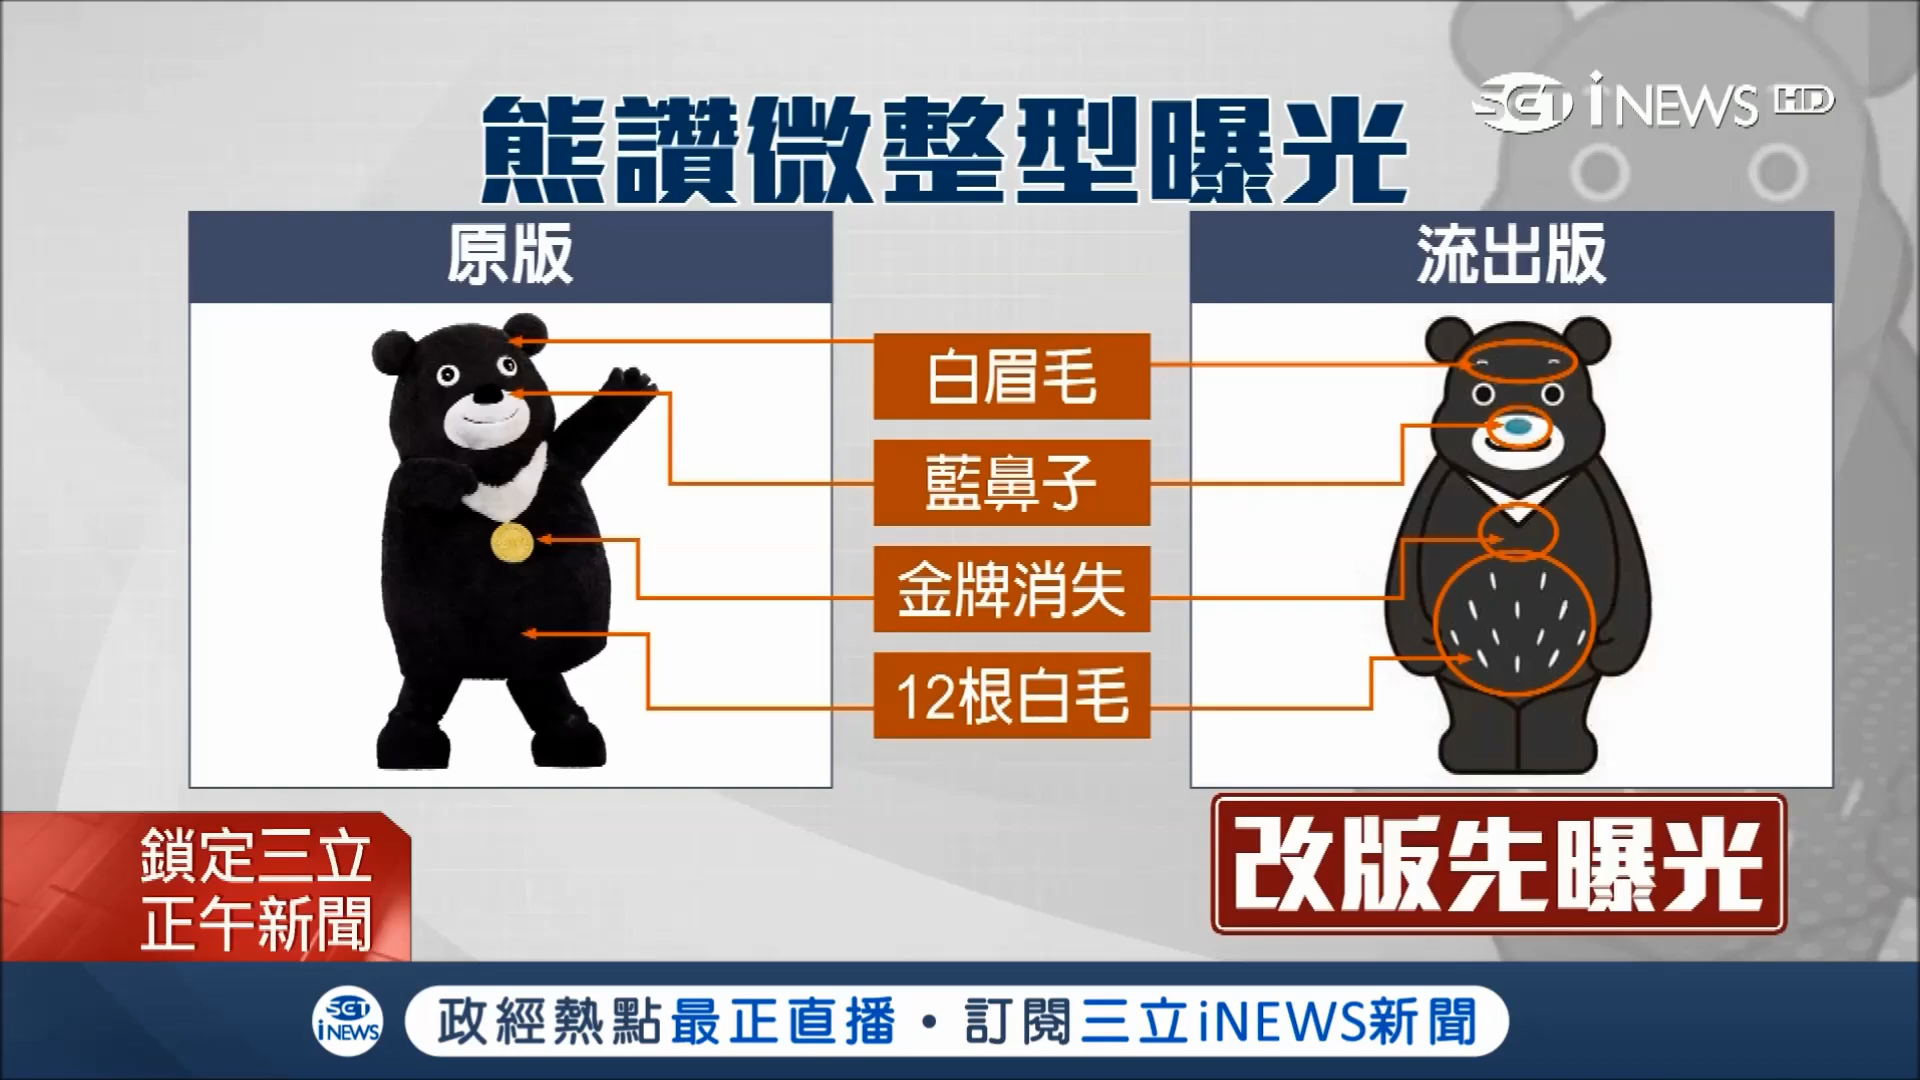 熊讚微整型曝光
SET iNEWS HD
原版
流出版
白眉毛
藍鼻子
金牌消失
12根白毛
改版先曝光
鎖定三立
正午新聞
SET
iNEWS
政經熱點最正直播・訂閱三立iNEWS新聞